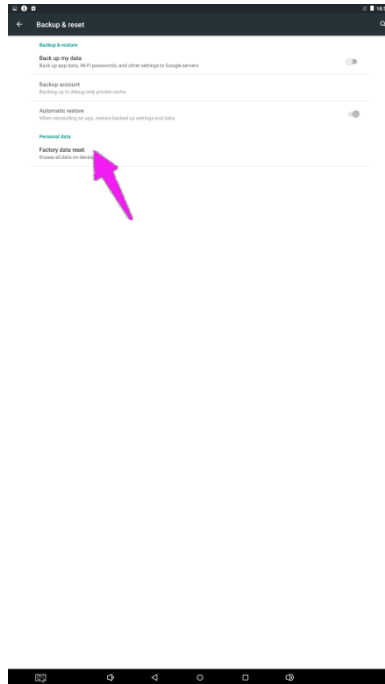 Backup & reset
Backup & restore
Back up my data
Back up app data, Wi-Fi passwords, and other settings to Google servers
Backup account
Backing up to debug only private cache
Automatic restore
When reinstalling an app, restore backed up settings and data
Personal data
Factory data reset
Erases all data on device